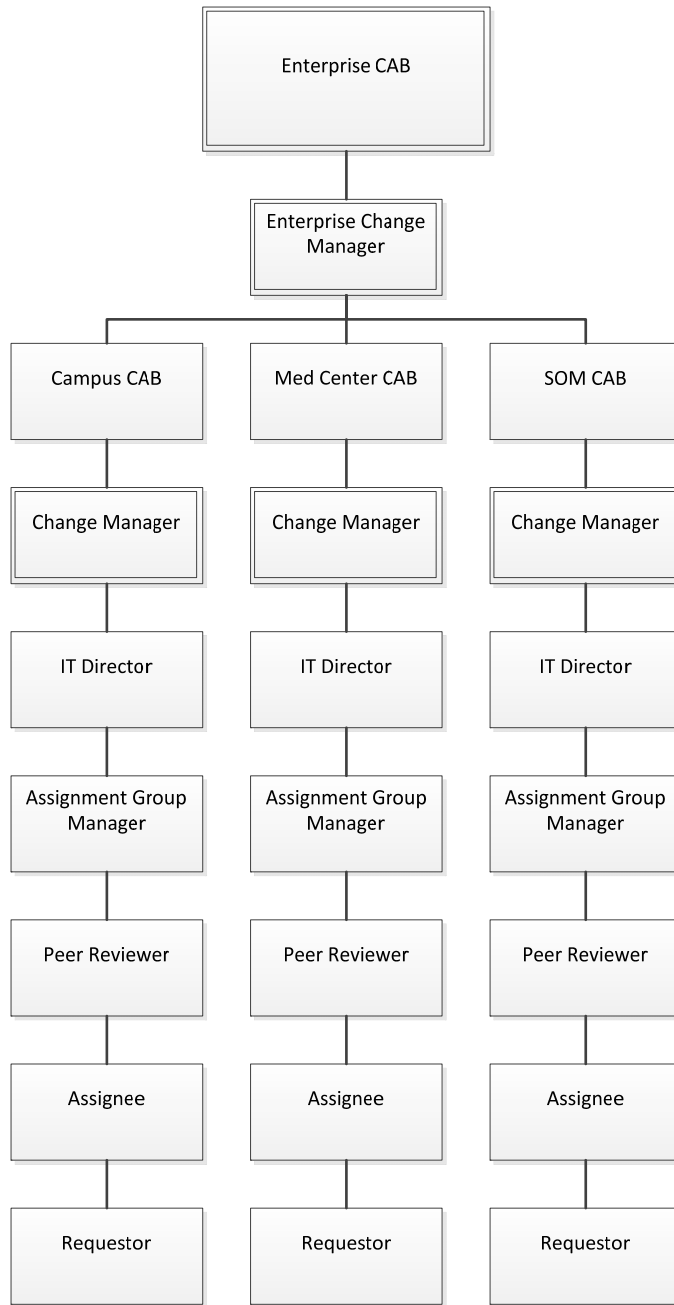 Enterprise CAB
Enterprise Change
Manager
Campus CAB
Med Center CAB
SOM CAB
Change Manager
Change Manager
Change Manager
IT Director
IT Director
IT Director
Assignment Group
Manager
Assignment Group
Manager
Assignment Group
Manager
Peer Reviewer
Peer Reviewer
Peer Reviewer
Assignee
Assignee
Assignee
Requestor
Requestor
Requestor